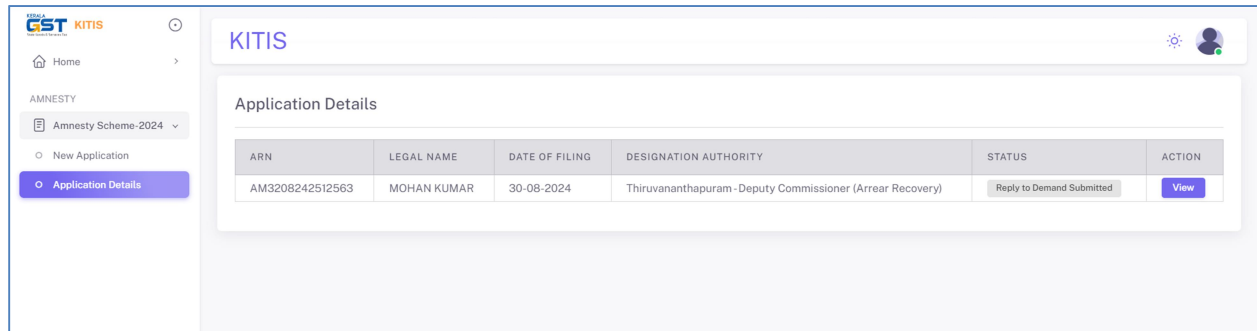 KERALA
GST KITIS
Home
AMNESTY
Amnesty Scheme-2024
New Application
Application Details
KITIS
Application Details
ARN LEGAL NAME DATE OF FILING DESIGNATION AUTHORITY STATUS ACTION
AM3208242512563 MOHAN KUMAR 30-08-2024 Thiruvananthapuram - Deputy Commissioner (Arrear Recovery) Reply to Demand Submitted View